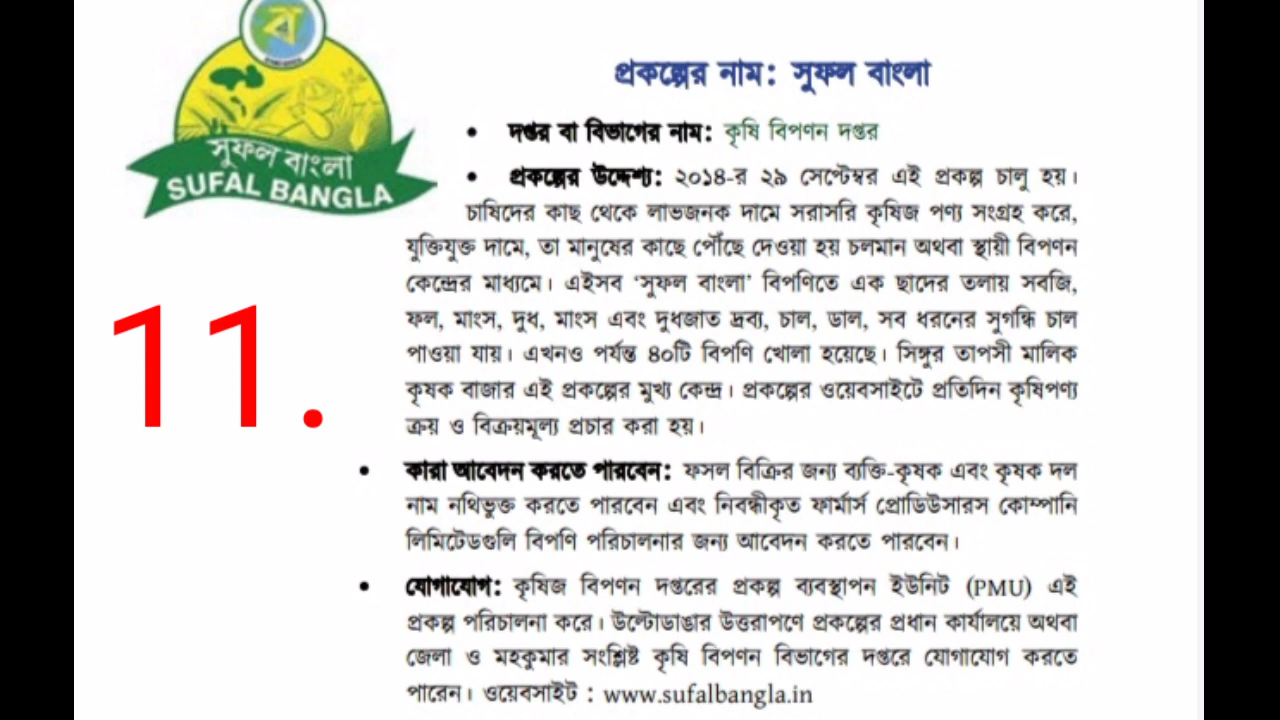 ব
সুফল বাংলা
SUFAL BANGLA
প্রকল্পের নাম: সুফল বাংলা
• দপ্তর বা বিভাগের নাম: কৃষি বিপণন দপ্তর
• প্রকল্পের উদ্দেশ্য: ২০১৪-র ২৯ সেপ্টেম্বর এই প্রকল্প চালু হয়।
চাষিদের কাছ থেকে লাভজনক দামে সরাসরি কৃষিজ পণ্য সংগ্রহ করে,
যুক্তিযুক্ত দামে, তা মানুষের কাছে পৌঁছে দেওয়া হয় চলমান অথবা স্থায়ী বিপণন
কেন্দ্রের মাধ্যমে। এইসব ‘সুফল বাংলা’ বিপণিতে এক ছাদের তলায় সবজি,
ফল, মাংস, দুধ, মাংস এবং দুধজাত দ্রব্য, চাল, ডাল, সব ধরনের সুগন্ধি চাল
পাওয়া যায়। এখনও পর্যন্ত ৪০টি বিপণি খোলা হয়েছে। সিঙ্গুর তাপসী মালিক
কৃষক বাজার এই প্রকল্পের মুখ্য কেন্দ্র। প্রকল্পের ওয়েবসাইটে প্রতিদিন কৃষিপণ্য
ক্রয় ও বিক্রয়মূল্য প্রচার করা হয়।
11.
• কারা আবেদন করতে পারবেন: ফসল বিক্রির জন্য ব্যক্তি-কৃষক এবং কৃষক দল
নাম নথিভুক্ত করতে পারবেন এবং নিবন্ধীকৃত ফার্মার্স প্রোডিউসারস কোম্পানি
লিমিটেডগুলি বিপণি পরিচালনার জন্য আবেদন করতে পারবেন।
• যোগাযোগ: কৃষিজ বিপণন দপ্তরের প্রকল্প ব্যবস্থাপন ইউনিট (PMU) এই
প্রকল্প পরিচালনা করে। উল্টোডাঙার উত্তরাপণে প্রকল্পের প্রধান কার্যালয়ে অথবা
জেলা ও মহকুমার সংশ্লিষ্ট কৃষি বিপণন বিভাগের দপ্তরে যোগাযোগ করতে
পারেন। ওয়েবসাইট : www.sufalbangla.in